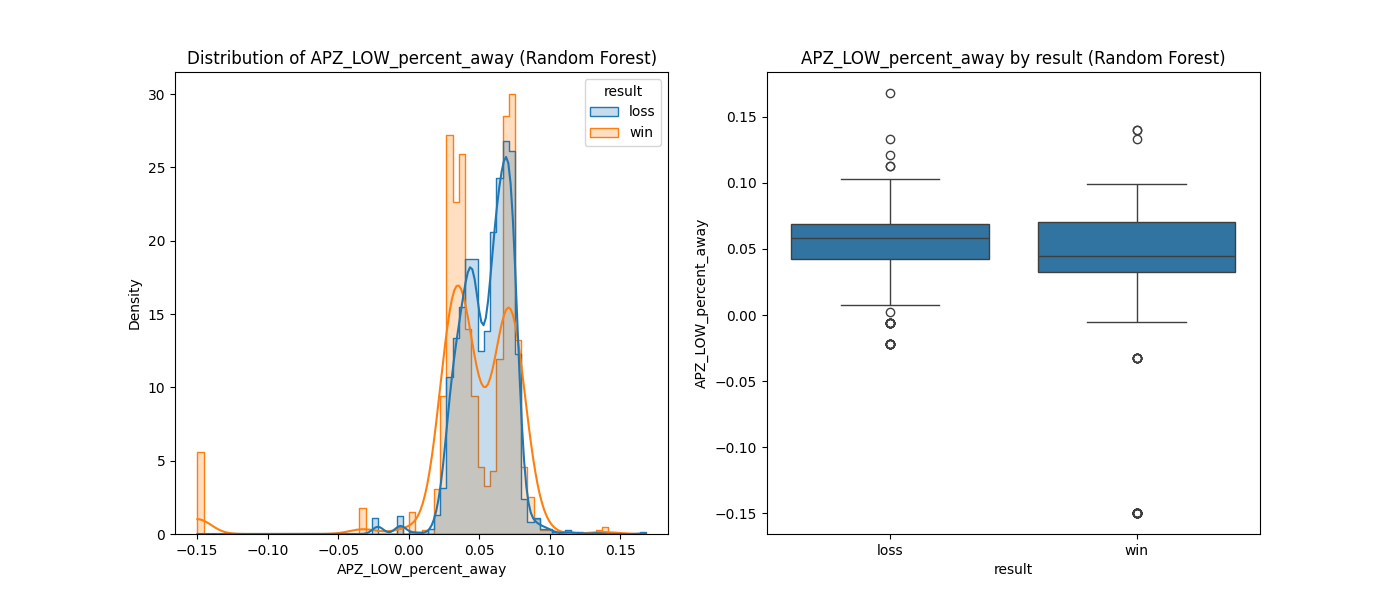 Distribution of APZ_LOW_percent_away (Random Forest)
30
25
20
15
10
5
0
Density
result
loss
win
−0.15
−0.10
−0.05
0.00
0.05
0.10
0.15
APZ_LOW_percent_away
APZ_LOW_percent_away by result (Random Forest)
0.15
0.10
0.05
0.00
−0.05
−0.10
−0.15
APZ_LOW_percent_away
loss
win
result